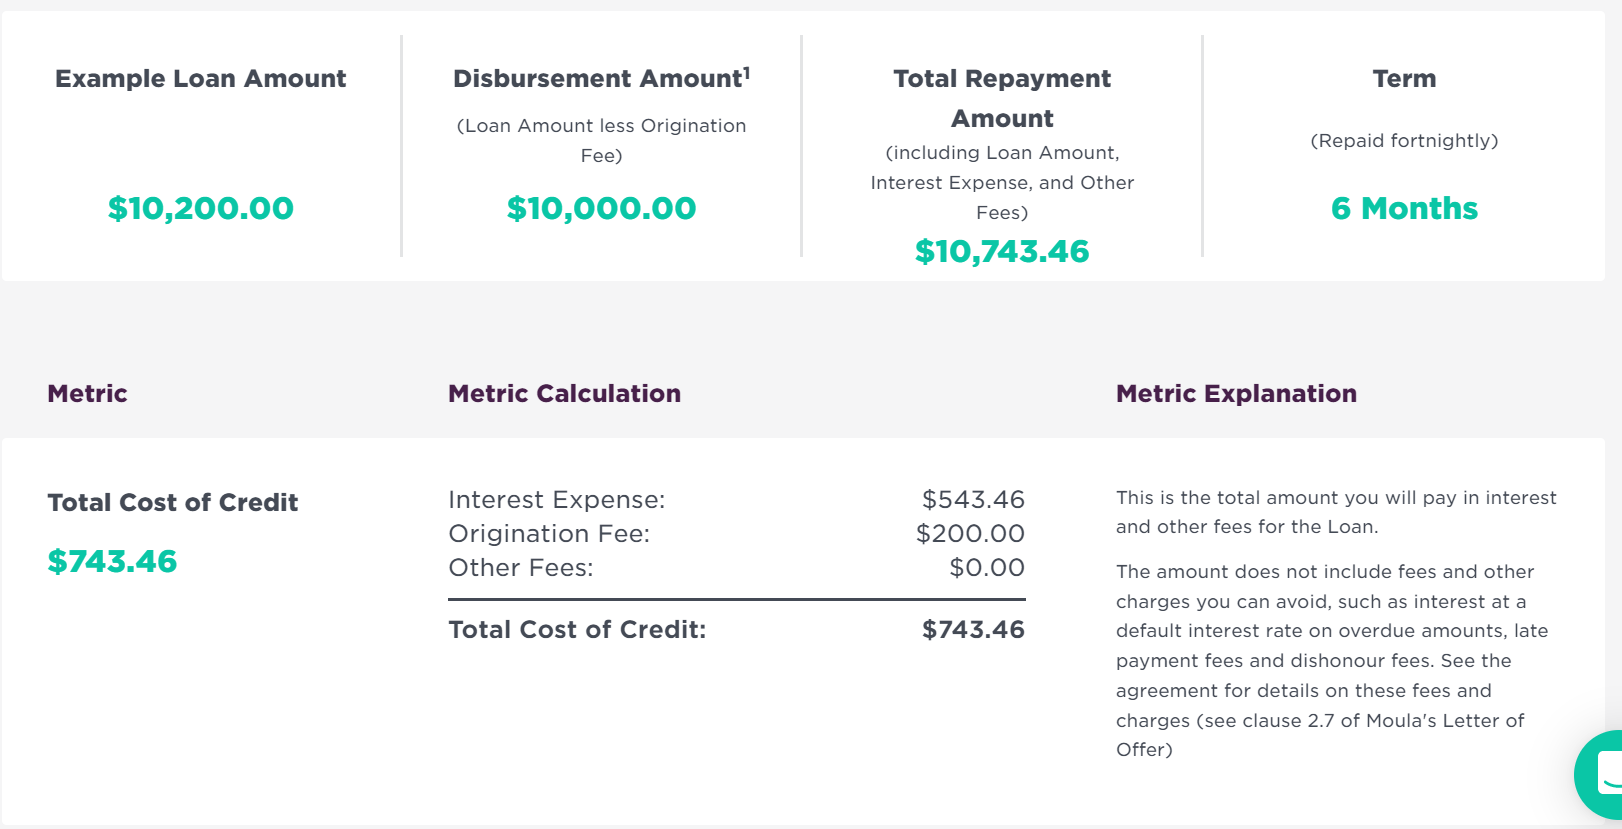 Example Loan Amount
$10,200.00
Disbursement Amount¹
(Loan Amount less Origination
Fee)
$10,000.00
Total Repayment
Amount
(including Loan Amount,
Interest Expense, and Other
Fees)
$10,743.46
Term
(Repaid fortnightly)
6 Months
Metric
Metric Calculation
Metric Explanation
Total Cost of Credit
$743.46
Interest Expense: $543.46
Origination Fee: $200.00
Other Fees: $0.00
Total Cost of Credit: $743.46
This is the total amount you will pay in interest
and other fees for the Loan.
The amount does not include fees and other
charges you can avoid, such as interest at a
default interest rate on overdue amounts, late
payment fees and dishonour fees. See the
agreement for details on these fees and
charges (see clause 2.7 of Moula's Letter of
Offer)